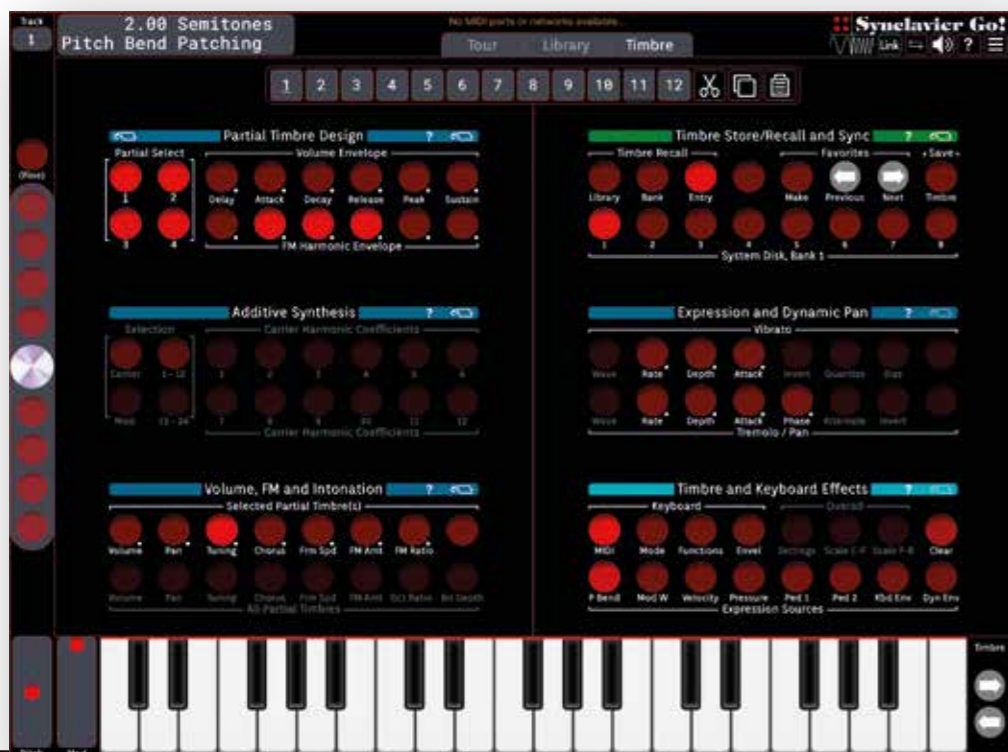 Track
1
2.00 Semitones
Pitch Bend Patching
No MIDI ports or networks available...
Synclavier Go!
Link ?
Tour Library Timbre
1 2 3 4 5 6 7 8 9 10 11 12
Partial Timbre Design ?
Partial Select Volume Envelope
1 2 Delay Attack Decay Release Peak Sustain
3 4
FM Harmonic Envelope
Timbre Store/Recall and Sync ?
Timbre Recall Favorites Save
Library Bank Entry Make Previous Next Timbre
1 2 3 4 5 6 7 8
System Disk, Bank 1
Additive Synthesis ?
Selection Carrier Harmonic Coefficients
Carrier 1-12 1 2 3 4 5 6
Mod 13-24 7 8 9 10 11 12
Carrier Harmonic Coefficients
Expression and Dynamic Pan ?
Vibrato
Wave Rate Depth Attack Invert Quantize Bias
Wave Rate Depth Attack Phase Alternate Invert
Tremolo / Pan
Volume, FM and Intonation ?
Selected Partial Timbre(s)
Volume Pan Tuning Chorus Frm Spd FM Amt FM Ratio
Volume Pan Tuning Chorus Frm Spd FM Amt Oct Ratio Bit Depth
All Partial Timbres
Timbre and Keyboard Effects ?
Keyboard Overall
MIDI Mode Functions Envel Settings Clear
P Bend Mod W Velocity Pressure Ped 1 Ped 2 Kbd Env Dyn Env
Expression Sources
Timbre